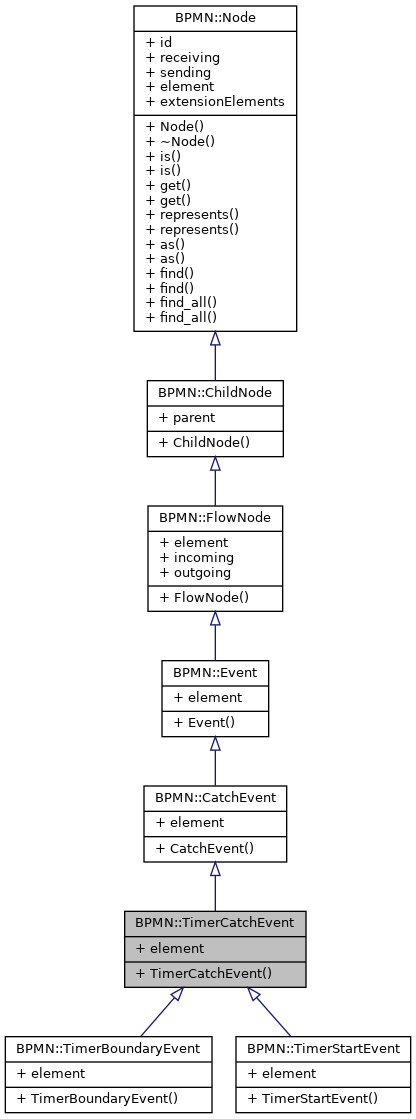 BPMN::Node
+ id
+ receiving
+ sending
+ element
+ extensionElements
+ Node()
+ ~Node()
+ is()
+ is()
+ get()
+ get()
+ represents()
+ represents()
+ as()
+ as()
+ find()
+ find()
+ find_all()
+ find_all()
BPMN::ChildNode
+ parent
+ ChildNode()
BPMN::FlowNode
+ element
+ incoming
+ outgoing
+ FlowNode()
BPMN::Event
+ element
+ Event()
BPMN::CatchEvent
+ element
+ CatchEvent()
BPMN::TimerCatchEvent
+ element
+ TimerCatchEvent()
BPMN::TimerBoundaryEvent
+ element
+ TimerBoundaryEvent()
BPMN::TimerStartEvent
+ element
+ TimerStartEvent()